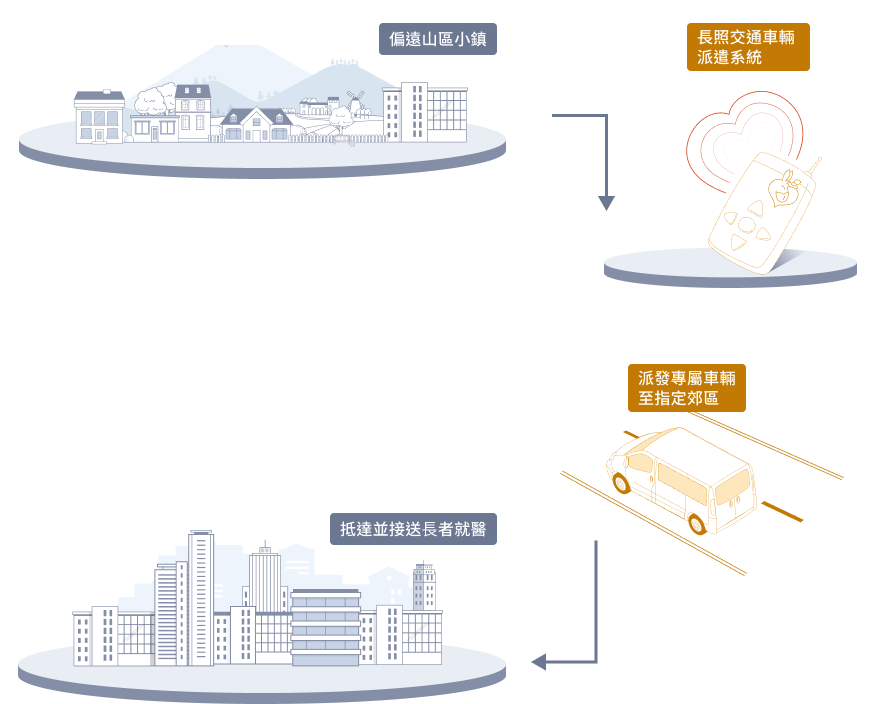 偏遠山區小鎮
長照交通車輛
派遣系統
派發專屬車輛
至指定郊區
抵達並接送長者就醫